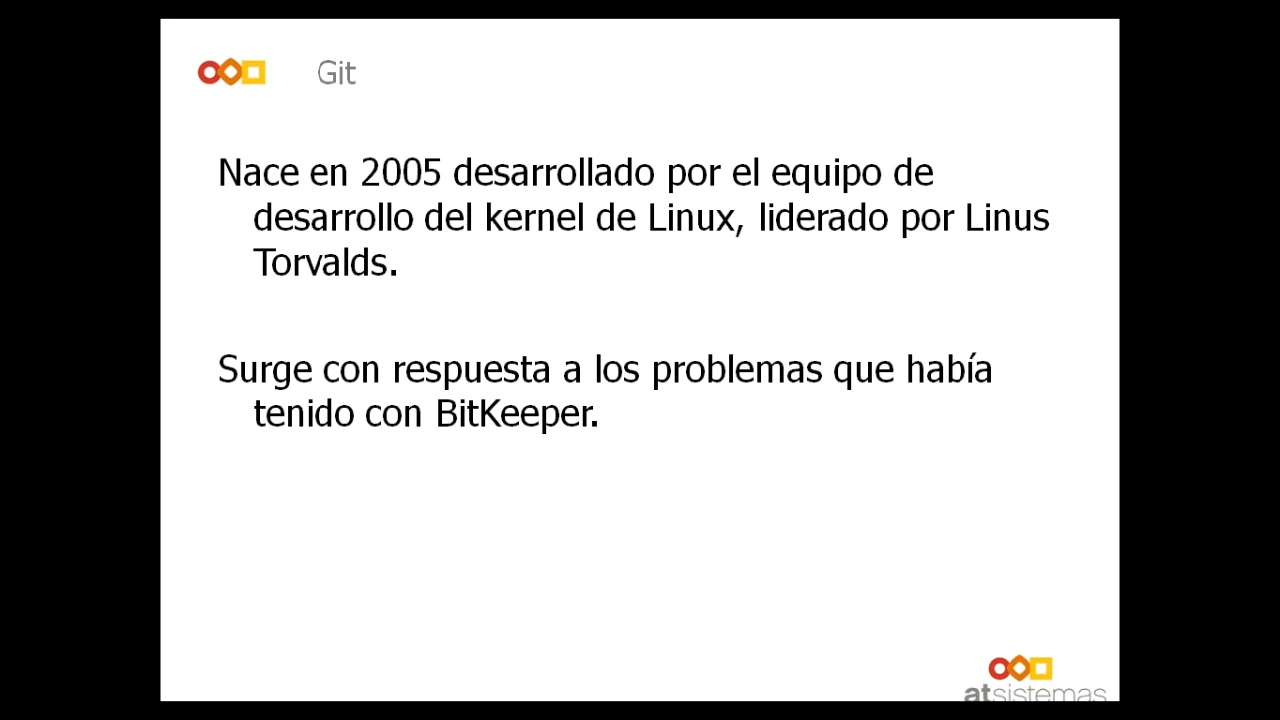 Git
Nace en 2005 desarrollado por el equipo de
desarrollo del kernel de Linux, liderado por Linus
Torvalds.
Surge con respuesta a los problemas que había
tenido con BitKeeper.
atsistemas